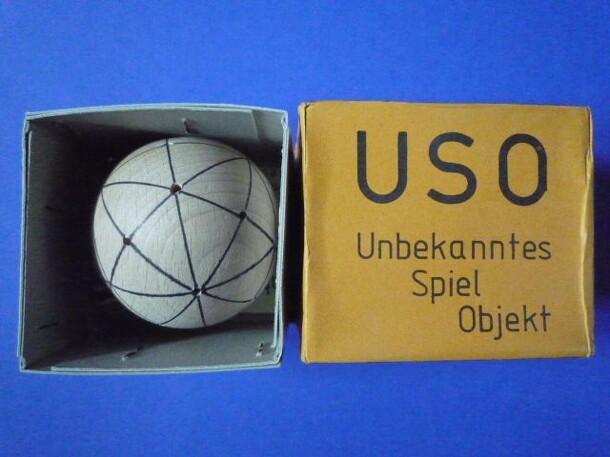 USO
Unbekanntes
Spiel
Objekt